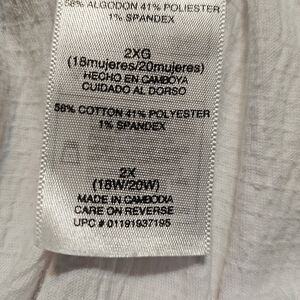 58% ALGODON 41% POLIESTER
1% SPANDEX
2XG
(18mujeres/20mujeres)
HECHO EN CAMBOYA
CUIDADO AL DORSO
58% COTTON 41% POLYESTER
1% SPANDEX
2X
(18W/20W)
MADE IN CAMBODIA
CARE ON REVERSE
UPC # 01191937195